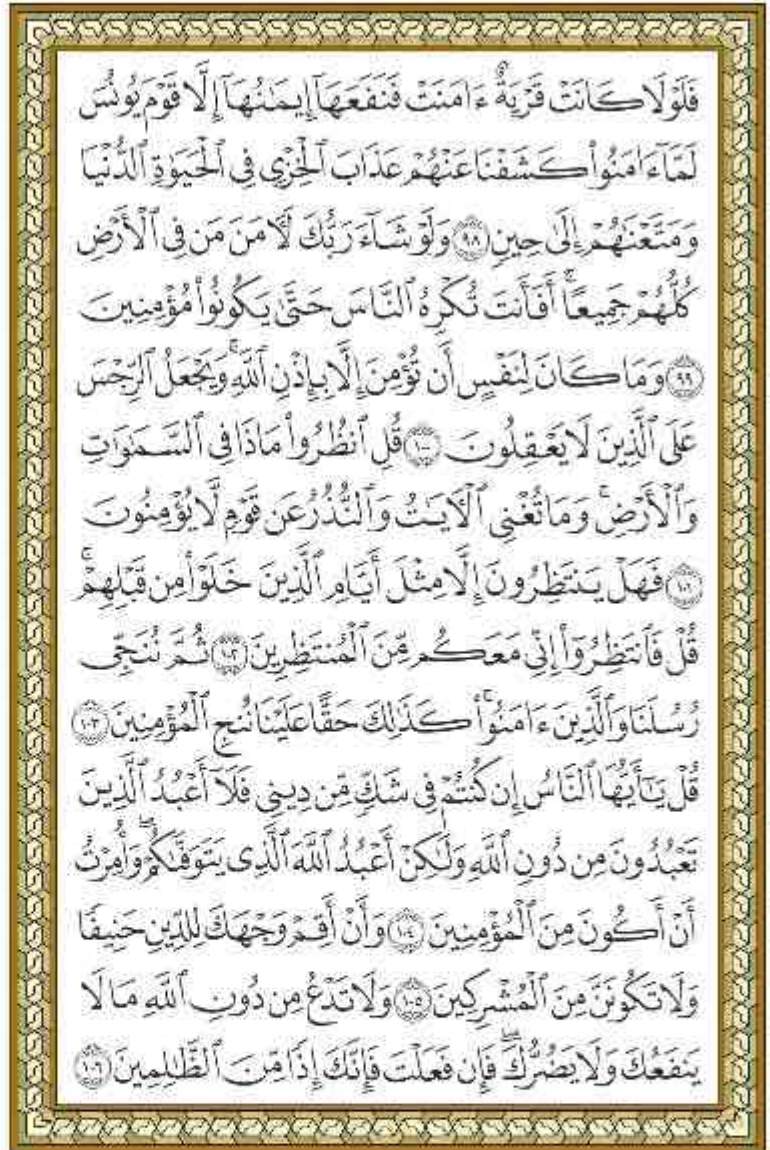 فَلَوۡلَا كَانَتۡ قَرۡيَةٌ ءَامَنَتۡ فَنَفَعَهَآ إِيمَٰنُهَآ إِلَّا قَوۡمَ يُونُسَ
لَمَّآ ءَامَنُواْ كَشَفۡنَا عَنۡهُمۡ عَذَابَ ٱلۡخِزۡيِ فِي ٱلۡحَيَوٰةِ ٱلدُّنۡيَا
وَمَتَّعۡنَٰهُمۡ إِلَىٰ حِينٖ ٩٨ وَلَوۡ شَآءَ رَبُّكَ لَأٓمَنَ مَن فِي ٱلۡأَرۡضِ
كُلُّهُمۡ جَمِيعًاۚ أَفَأَنتَ تُكۡرِهُ ٱلنَّاسَ حَتَّىٰ يَكُونُواْ مُؤۡمِنِينَ
٩٩ وَمَا كَانَ لِنَفۡسٍ أَن تُؤۡمِنَ إِلَّا بِإِذۡنِ ٱللَّهِۚ وَيَجۡعَلُ ٱلرِّجۡسَ
عَلَى ٱلَّذِينَ لَا يَعۡقِلُونَ ١٠٠ قُلِ ٱنظُرُواْ مَاذَا فِي ٱلسَّمَٰوَٰتِ
وَٱلۡأَرۡضِۚ وَمَا تُغۡنِي ٱلۡأٓيَٰتُ وَٱلنُّذُرُ عَن قَوۡمٖ لَّا يُؤۡمِنُونَ
١٠١ فَهَلۡ يَنتَظِرُونَ إِلَّا مِثۡلَ أَيَّامِ ٱلَّذِينَ خَلَوۡاْ مِن قَبۡلِهِمۡۚ
قُلۡ فَٱنتَظِرُوٓاْ إِنِّي مَعَكُم مِّنَ ٱلۡمُنتَظِرِينَ ١٠٢ ثُمَّ نُنَجِّي
رُسُلَنَا وَٱلَّذِينَ ءَامَنُواْۚ كَذَٰلِكَ حَقًّا عَلَيۡنَا نُنجِ ٱلۡمُؤۡمِنِينَ ١٠٣
قُلۡ يَٰٓأَيُّهَا ٱلنَّاسُ إِن كُنتُمۡ فِي شَكّٖ مِّن دِينِي فَلَآ أَعۡبُدُ ٱلَّذِينَ
تَعۡبُدُونَ مِن دُونِ ٱللَّهِ وَلَٰكِنۡ أَعۡبُدُ ٱللَّهَ ٱلَّذِي يَتَوَفَّىٰكُمۡۖ وَأُمِرۡتُ
أَنۡ أَكُونَ مِنَ ٱلۡمُؤۡمِنِينَ ١٠٤ وَأَنۡ أَقِمۡ وَجۡهَكَ لِلدِّينِ حَنِيفٗا
وَلَا تَكُونَنَّ مِنَ ٱلۡمُشۡرِكِينَ ١٠٥ وَلَا تَدۡعُ مِن دُونِ ٱللَّهِ مَا لَا
يَنفَعُكَ وَلَا يَضُرُّكَۖ فَإِن فَعَلۡتَ فَإِنَّكَ إِذٗا مِّنَ ٱلظَّٰلِمِينَ ١٠٦